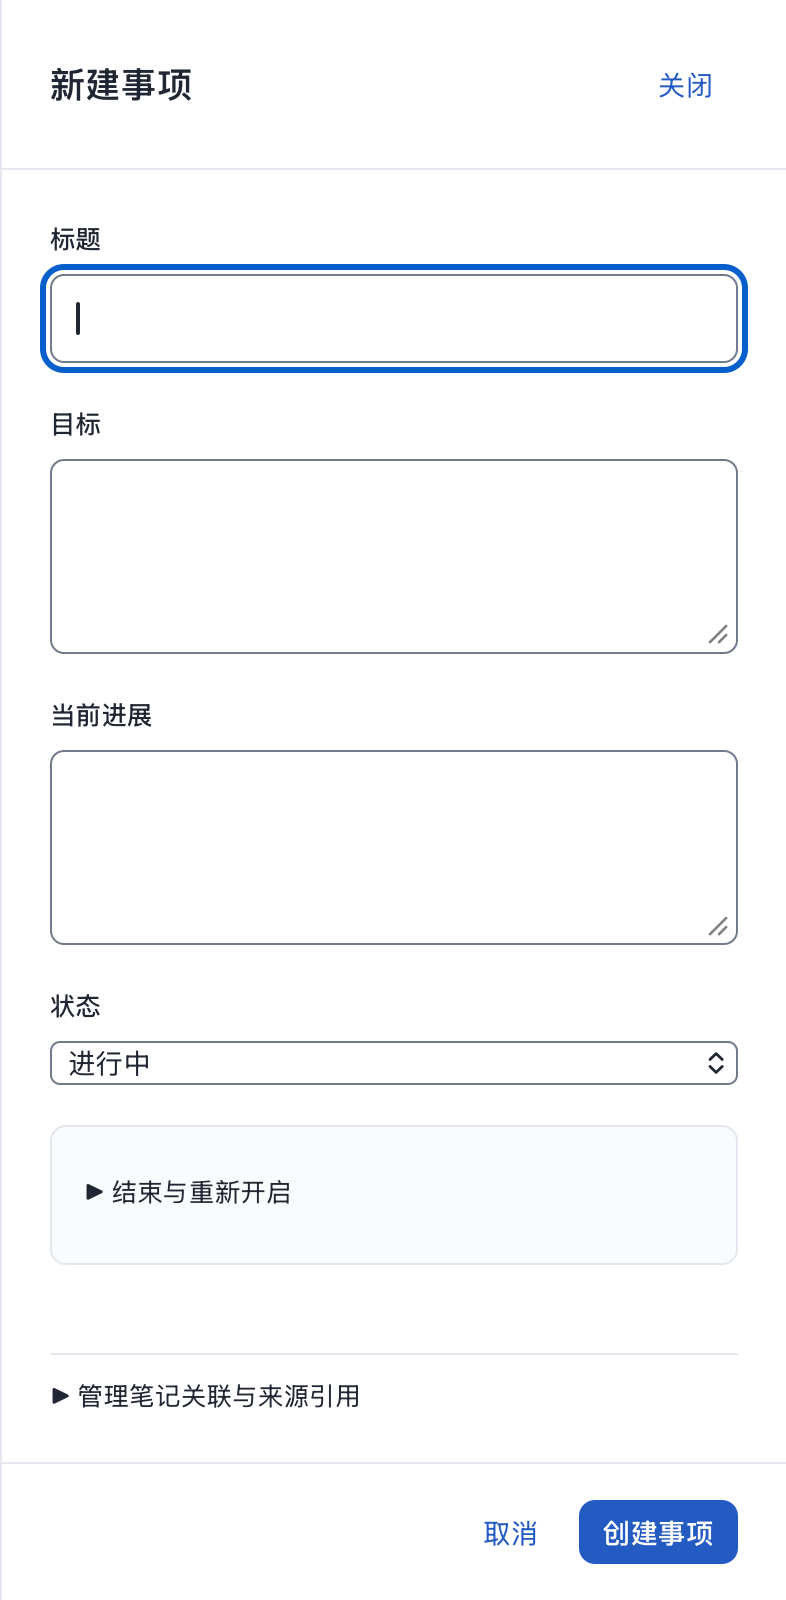 新建事项
关闭
标题
目标
当前进展
状态
进行中
结束与重新开启
管理笔记关联与来源引用
取消
创建事项